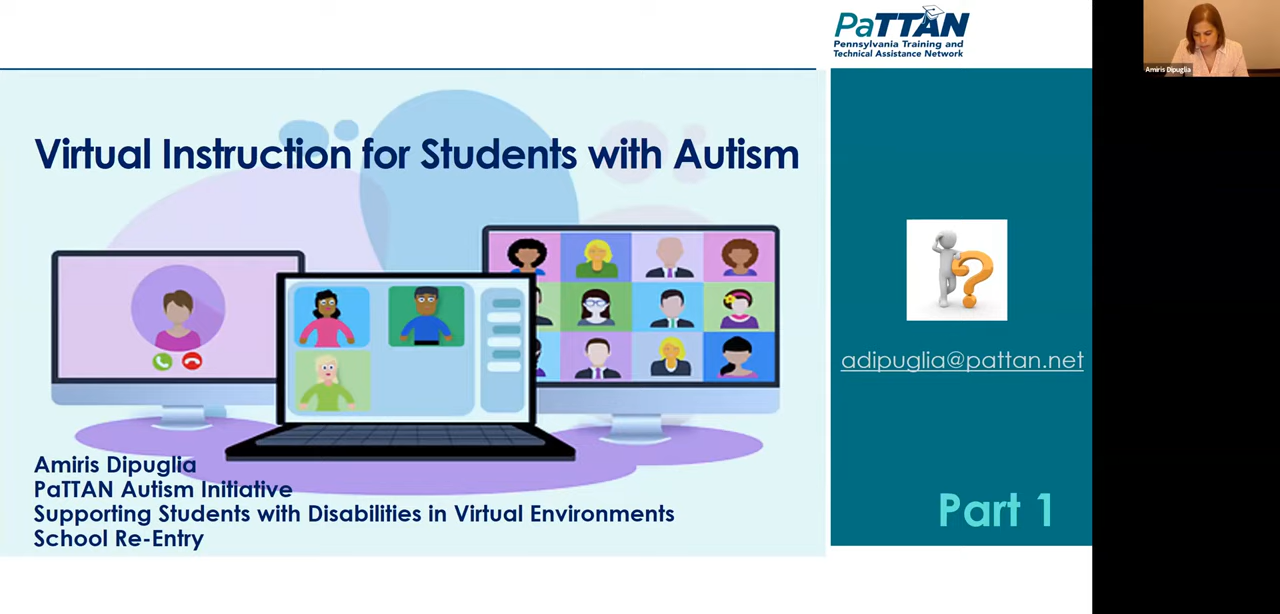 PaTTAN
Pennsylvania Training and
Technical Assistance Network
Amiris Dipuglia
Virtual Instruction for Students with Autism
adipuglia@pattan.net
Amiris Dipuglia
PaTTAN Autism Initiative
Supporting Students with Disabilities in Virtual Environments
School Re-Entry
Part 1